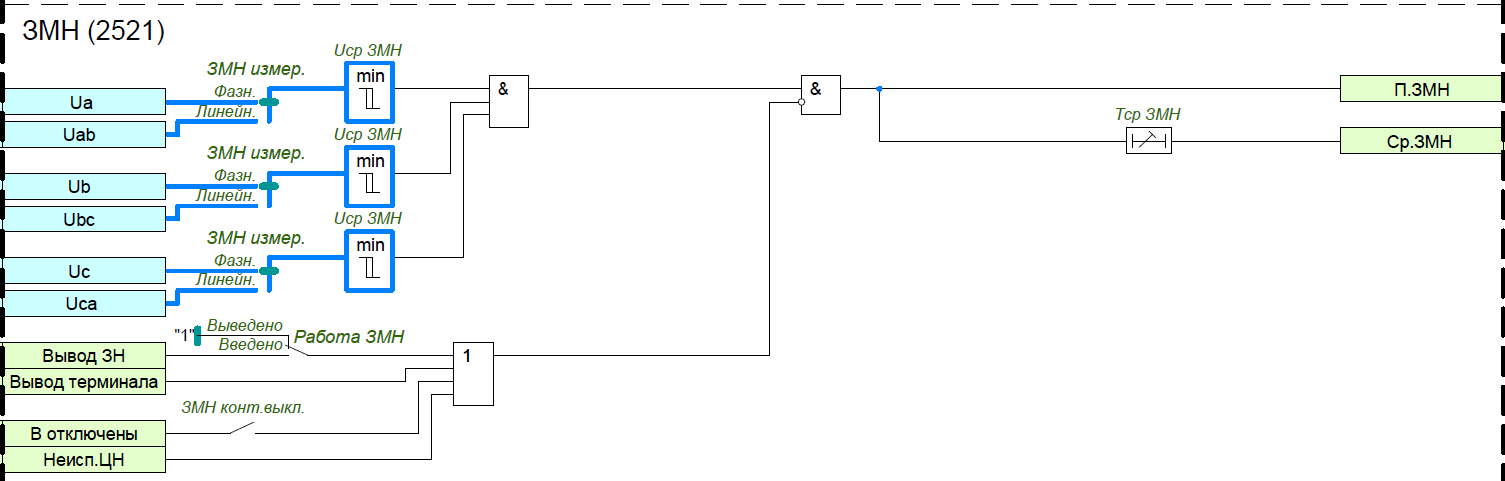 ЗМН (2521)
Uср ЗМН
ЗМН измер.
min
Фазн.
Ua
Линейн.
Uab
&
&
П.ЗМН
Tср ЗМН
Ср.ЗМН
Uср ЗМН
ЗМН измер.
min
Фазн.
Ub
Линейн.
Ubc
Uср ЗМН
ЗМН измер.
min
Фазн.
Uc
Линейн.
Uca
"1"
Выведено
Работа ЗМН
Введено
Вывод ЗН
1
Вывод терминала
ЗМН конт.выкл.
В отключены
Неисп.ЦН